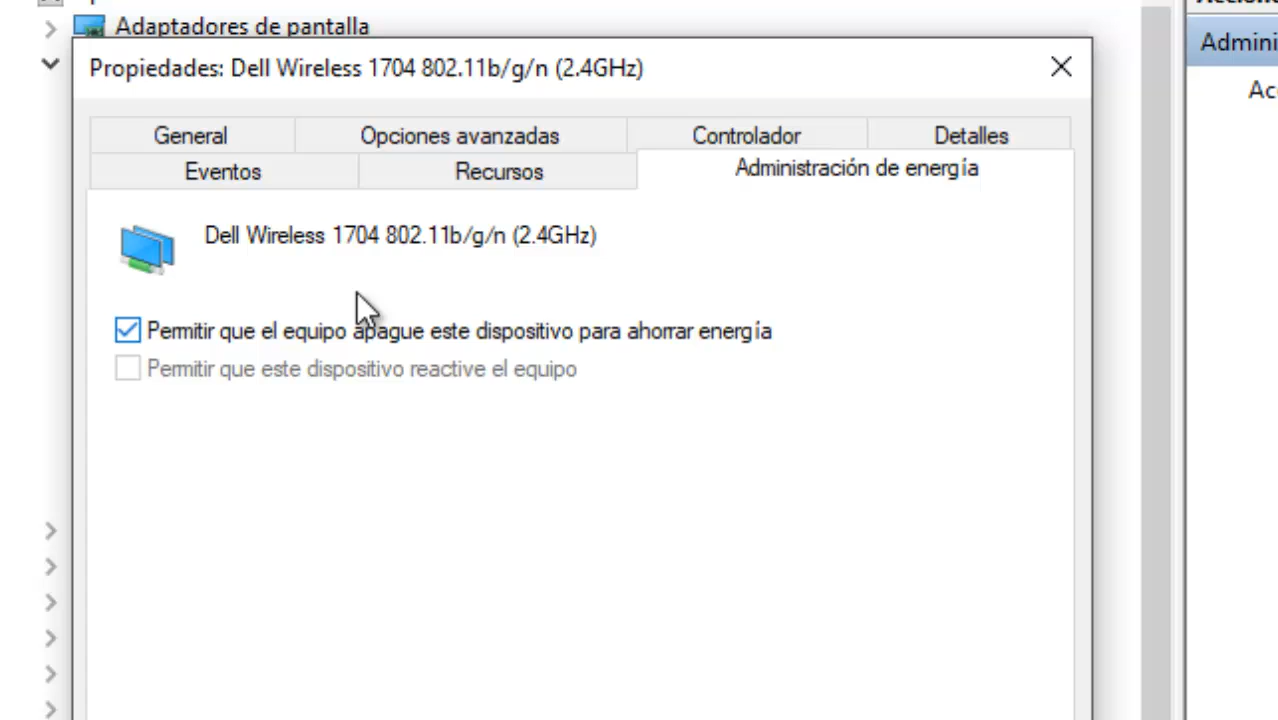 Adaptadores de pantalla
Propiedades: Dell Wireless 1704 802.11b/g/n (2.4GHz)
General
Opciones avanzadas
Controlador
Detalles
Eventos
Recursos
Administración de energía
Dell Wireless 1704 802.11b/g/n (2.4GHz)
Permitir que el equipo apague este dispositivo para ahorrar energía
Permitir que este dispositivo reactive el equipo
Admini
Ac